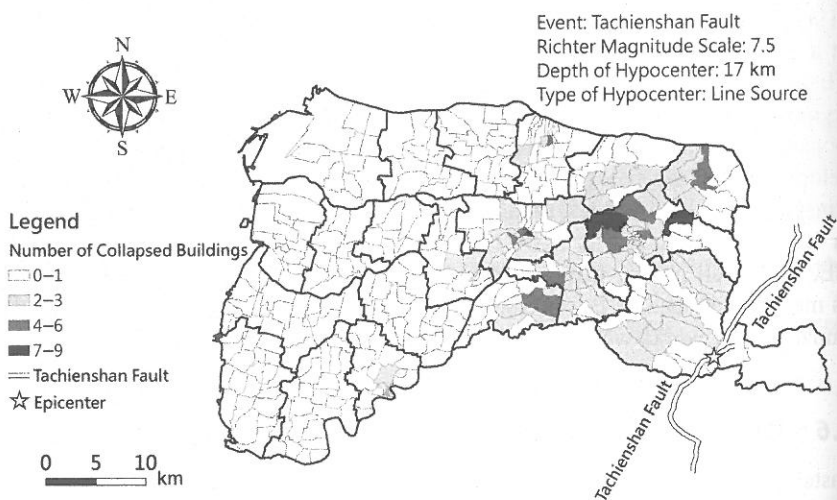 Event: Tachienshan Fault
Richter Magnitude Scale: 7.5
Depth of Hypocenter: 17 km
Type of Hypocenter: Line Source
N
W
E
S
Legend
Number of Collapsed Buildings
0–1
2–3
4–6
7–9
Tachienshan Fault
Epicenter
0 5 10
km
Tachienshan Fault
Tachienshan Fault